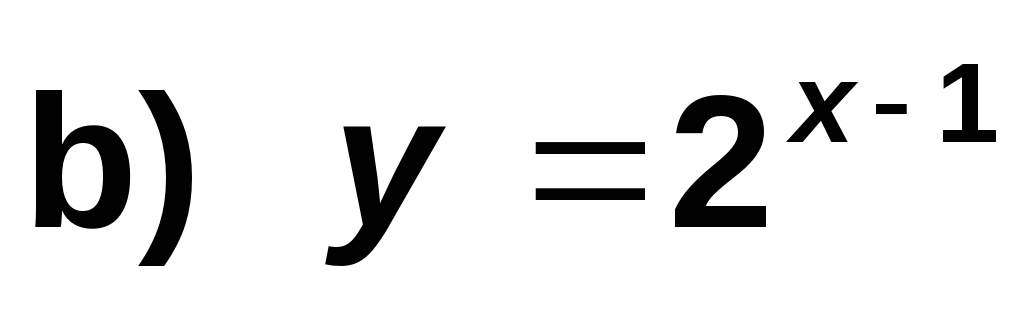 b) y = 2^{x - 1}